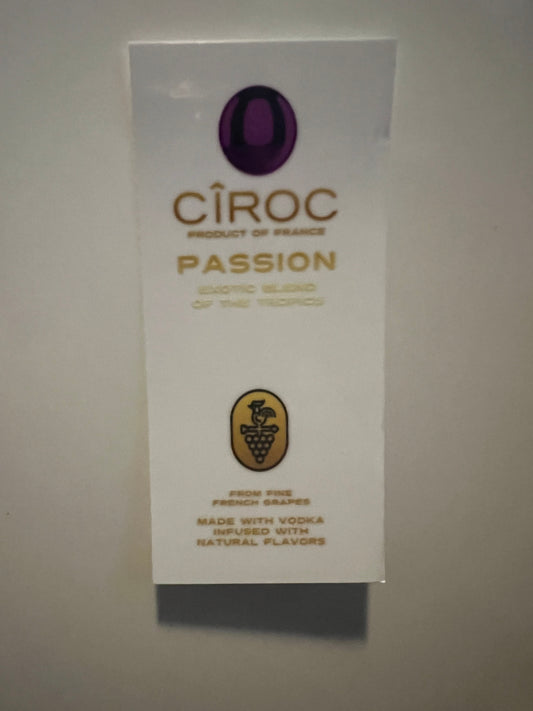 CÎROC
PRODUCT OF FRANCE
PASSION
EXOTIC BLEND
OF THE TROPICS
FROM FINE
FRENCH GRAPES
MADE WITH VODKA
INFUSED WITH
NATURAL FLAVORS